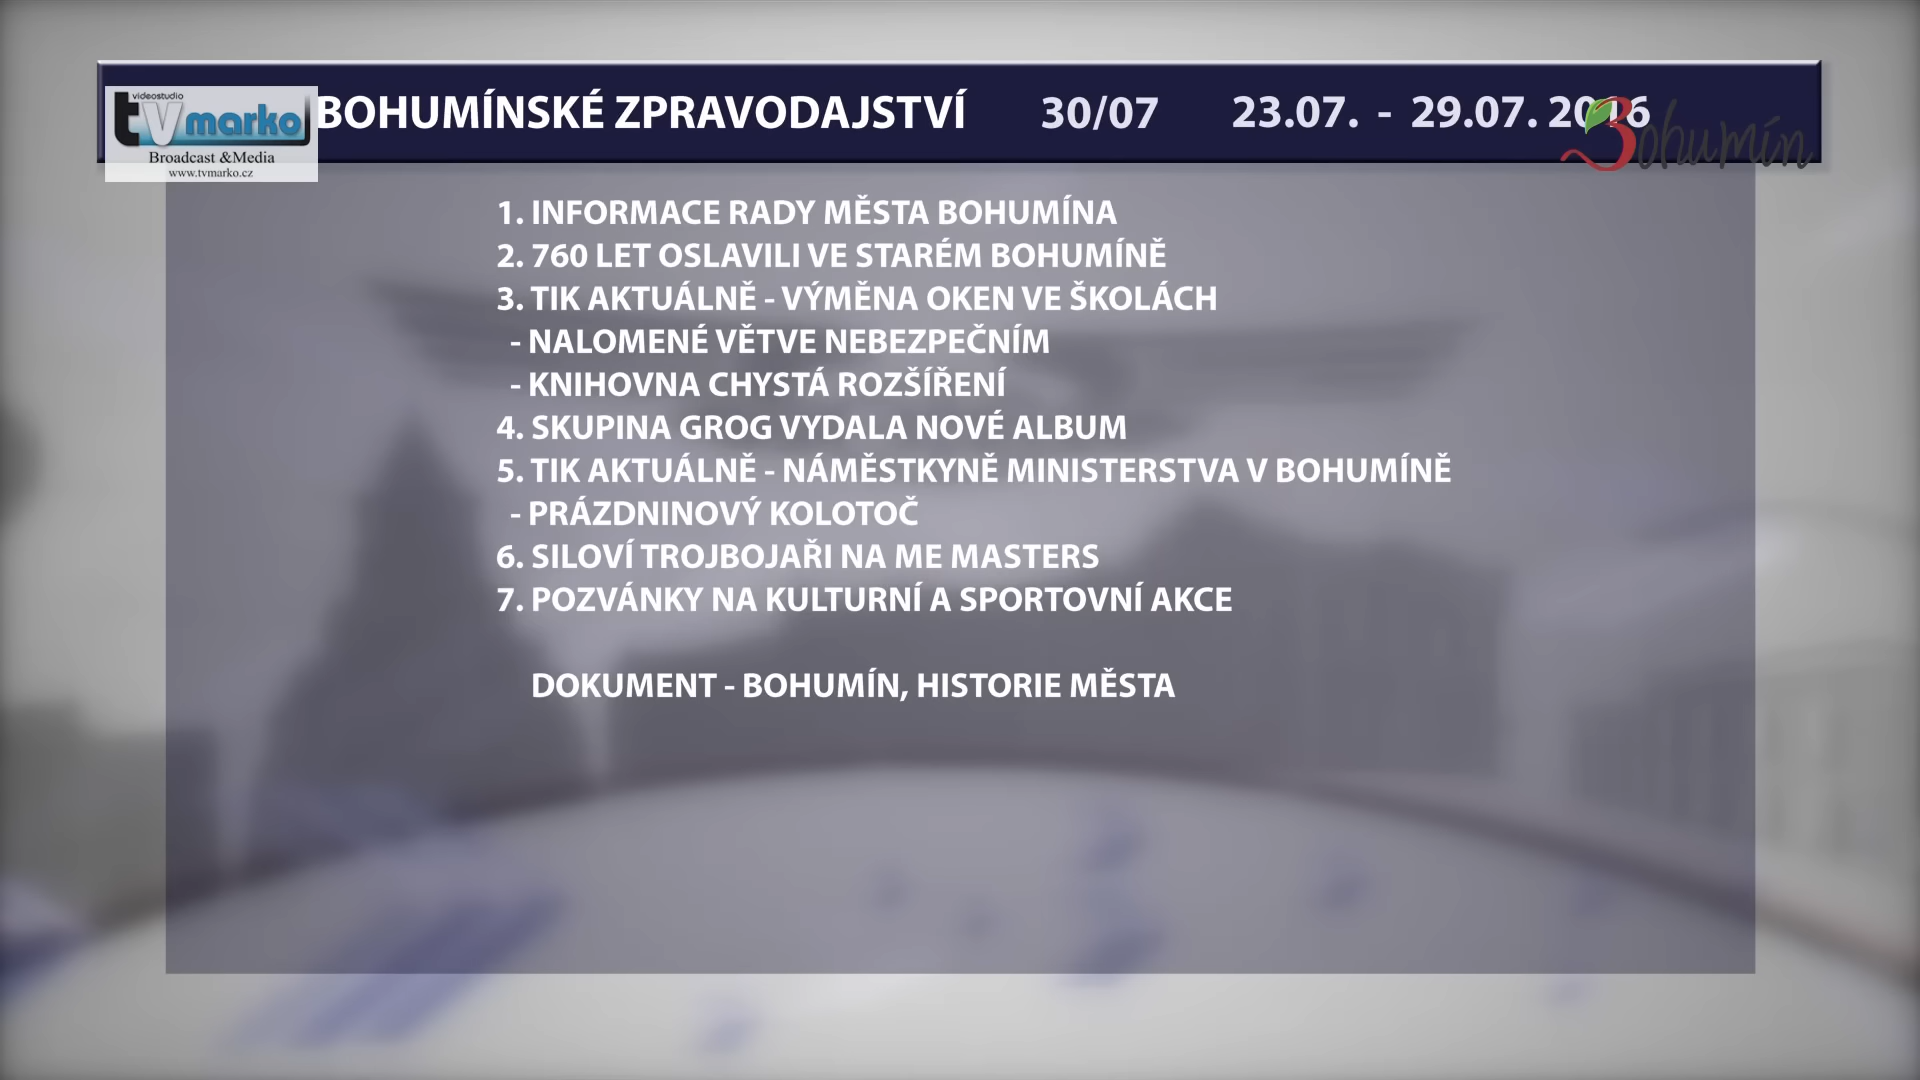 videostudio
tvmarko
Broadcast &Media
www.tvmarko.cz
BOHUMÍNSKÉ ZPRAVODAJSTVÍ 30/07 23.07. - 29.07. 2016
Bohumín
1. INFORMACE RADY MĚSTA BOHUMÍNA
2. 760 LET OSLAVILI VE STARÉM BOHUMÍNĚ
3. TIK AKTUÁLNĚ - VÝMĚNA OKEN VE ŠKOLÁCH
- NALOMENÉ VĚTVE NEBEZPEČNÍM
- KNIHOVNA CHYSTÁ ROZŠÍŘENÍ
4. SKUPINA GROG VYDALA NOVÉ ALBUM
5. TIK AKTUÁLNĚ - NÁMĚSTKYNĚ MINISTERSTVA V BOHUMÍNĚ
- PRÁZDNINOVÝ KOLOTOČ
6. SILOVÍ TROJBOJAŘI NA ME MASTERS
7. POZVÁNKY NA KULTURNÍ A SPORTOVNÍ AKCE
DOKUMENT - BOHUMÍN, HISTORIE MĚSTA